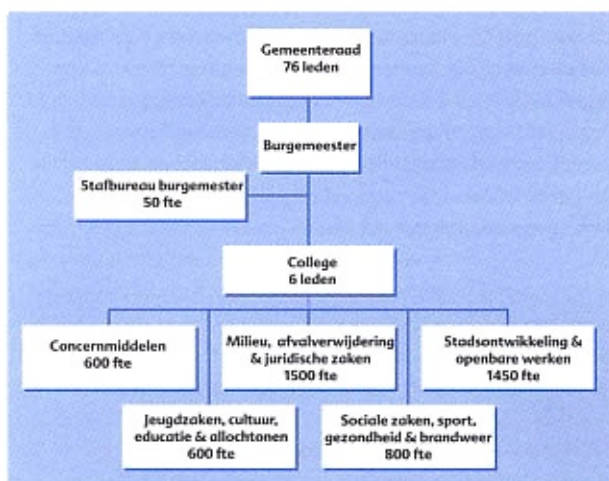 Gemeenteraad
76 leden
Burgemeester
Stafbureau burgemester
50 fte
College
6 leden
Concernmiddelen
600 fte
Milieu, afvalverwijdering
& juridische zaken
1500 fte
Stadsontwikkeling &
openbare werken
1450 fte
Jeugdzaken, cultuur,
educatie & allochtonen
600 fte
Sociale zaken, sport,
gezondheid & brandweer
800 fte